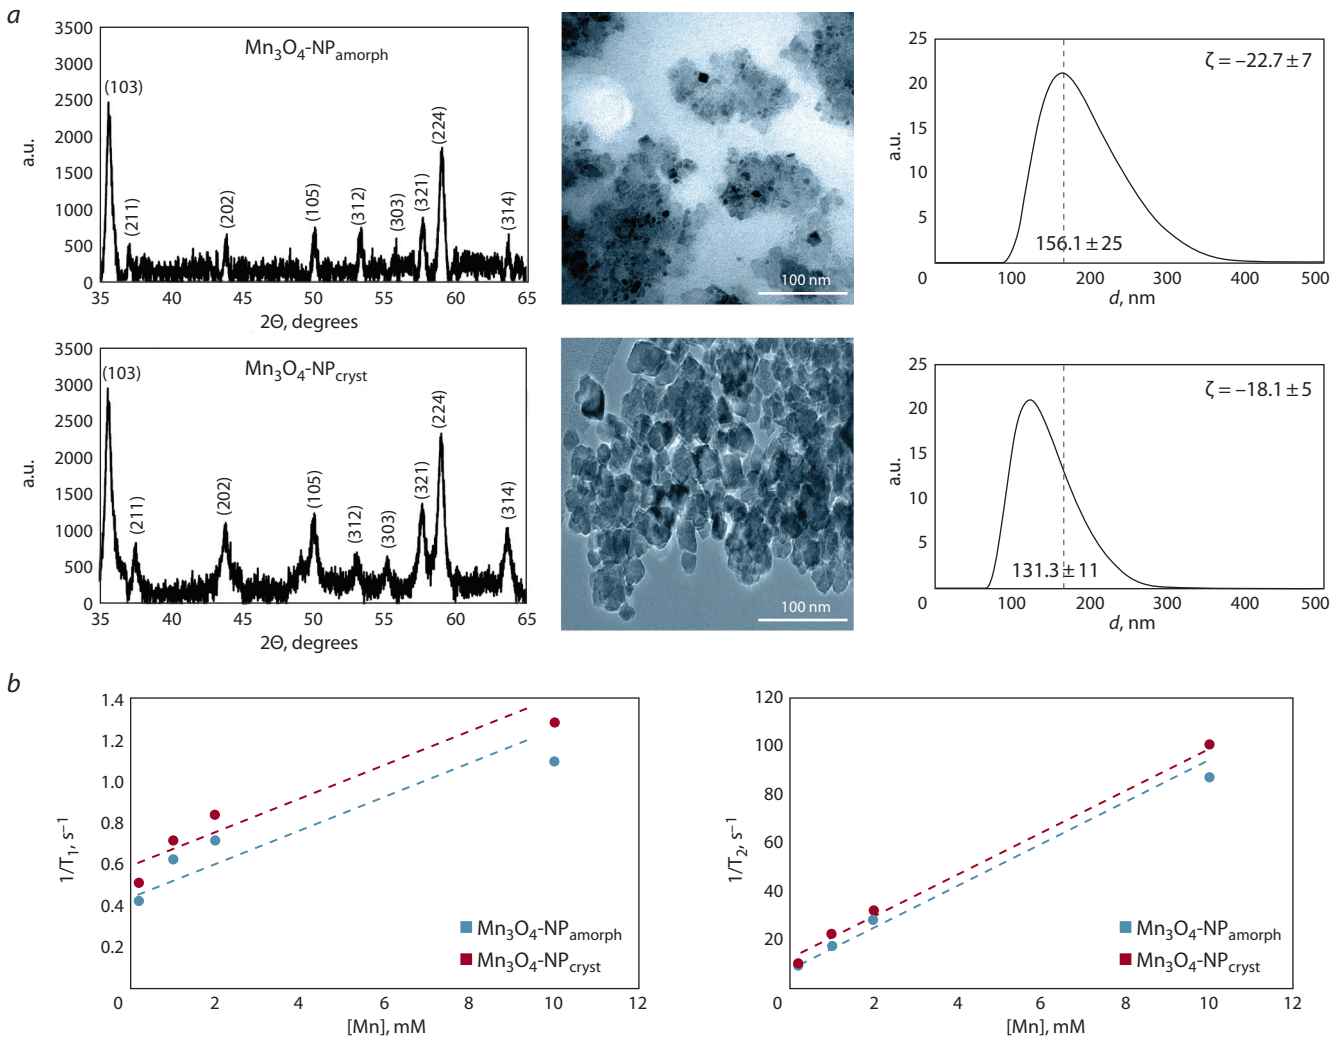 a
Mn3O4-NPamorph
a.u.
3500
3000
2500
2000
1500
1000
500
0
(103)
(211)
(202)
(105)
(312)
(303)
(321)
(224)
(314)
35 40 45 50 55 60 65
2Θ, degrees
100 nm
ζ = –22.7 ± 7
a.u.
25
20
15
10
5
156.1 ± 25
0 100 200 300 400 500
d, nm
Mn3O4-NPcryst
a.u.
3500
3000
2500
2000
1500
1000
500
0
(103)
(211)
(202)
(105)
(312)
(303)
(321)
(224)
(314)
35 40 45 50 55 60 65
2Θ, degrees
100 nm
ζ = –18.1 ± 5
a.u.
25
20
15
10
5
131.3 ± 11
0 100 200 300 400 500
d, nm
b
1/T1, s–1
1.4
1.2
1.0
0.8
0.6
0.4
0.2
Mn3O4-NPamorph
Mn3O4-NPcryst
0 2 4 6 8 10 12
[Mn], mM
1/T2, s–1
120
100
80
60
40
20
Mn3O4-NPamorph
Mn3O4-NPcryst
0 2 4 6 8 10 12
[Mn], mM